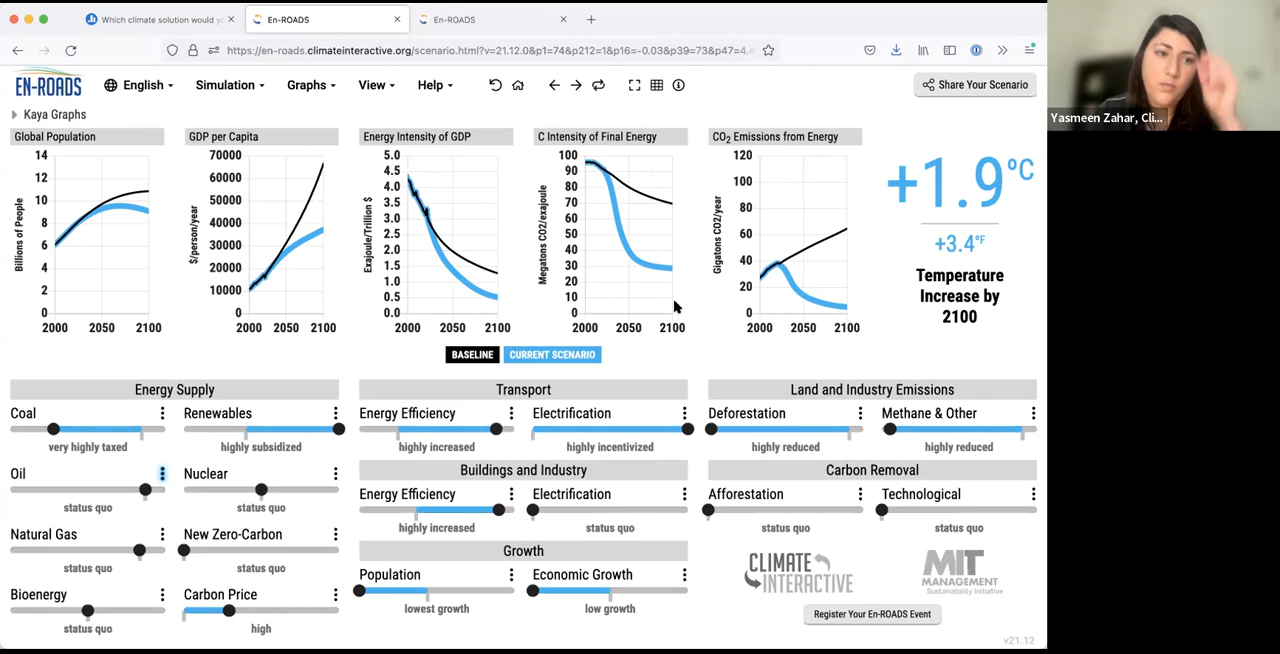 Which climate solution would yo
En-ROADS
En-ROADS
https://en-roads.climateinteractive.org/scenario.html?v=21.12.0&p1=74&p212=1&p16=-0.03&p39=73&p47=4.4
EN-ROADS
English
Simulation
Graphs
View
Help
Share Your Scenario
Kaya Graphs
Yasmeen Zahar, Cli...
Global Population
GDP per Capita
Energy Intensity of GDP
C Intensity of Final Energy
CO2 Emissions from Energy
Billions of People
14
12
10
8
6
4
2
0
2000 2050 2100
$/person/year
70000
60000
50000
40000
30000
20000
10000
0
2000 2050 2100
Exajoule/Trillion $
5.0
4.5
4.0
3.5
3.0
2.5
2.0
1.5
1.0
0.5
0.0
2000 2050 2100
Megatons CO2/exajoule
100
90
80
70
60
50
40
30
20
10
0
2000 2050 2100
Gigatons CO2/year
120
100
80
60
40
20
0
2000 2050 2100
+1.9°C
+3.4°F
Temperature
Increase by
2100
BASELINE
CURRENT SCENARIO
Energy Supply
Coal
very highly taxed
Renewables
highly subsidized
Oil
status quo
Nuclear
status quo
Natural Gas
status quo
New Zero-Carbon
status quo
Bioenergy
status quo
Carbon Price
high
Transport
Energy Efficiency
highly increased
Electrification
highly incentivized
Buildings and Industry
Energy Efficiency
highly increased
Electrification
status quo
Growth
Population
lowest growth
Economic Growth
low growth
Land and Industry Emissions
Deforestation
highly reduced
Methane & Other
highly reduced
Carbon Removal
Afforestation
status quo
Technological
status quo
CLIMATE
INTERACTIVE
MIT
MANAGEMENT
Sustainability Initiative
Register Your En-ROADS Event
v21.12